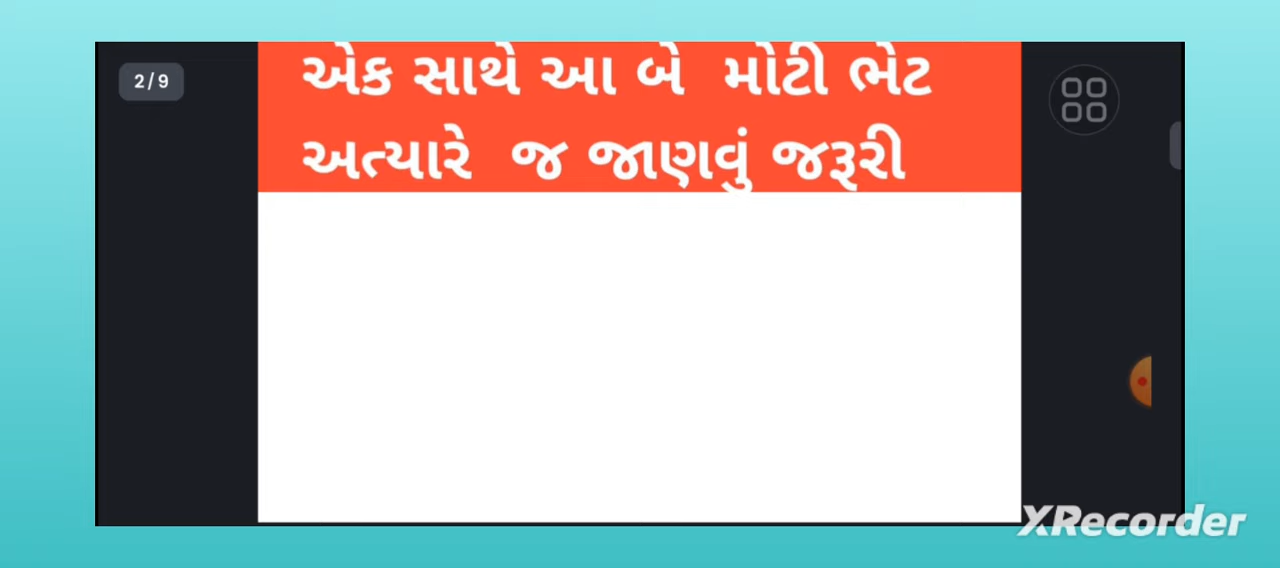 2/9
એક સાથે આ બે મોટી ભેટ
અત્યારે જ જાણવું જરૂરી
XRecorder